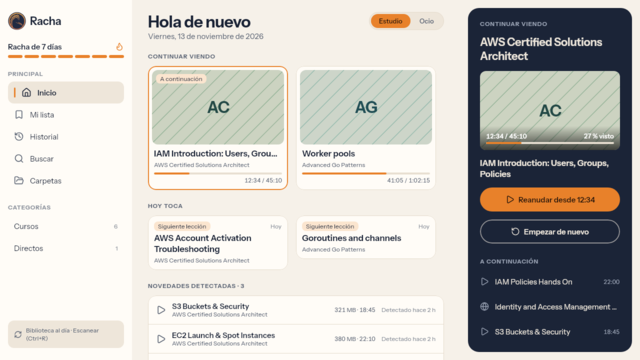 Racha
Racha de 7 días
PRINCIPAL
Inicio
Mi lista
Historial
Buscar
Carpetas
CATEGORÍAS
Cursos 6
Directos 1
Biblioteca al día · Escanear
(Ctrl+R)
Hola de nuevo
Viernes, 13 de noviembre de 2026
Estudio Ocio
CONTINUAR VIENDO
A continuación
AC
IAM Introduction: Users, Grou...
AWS Certified Solutions Architect
12:34 / 45:10
AG
Worker pools
Advanced Go Patterns
41:05 / 1:02:15
HOY TOCA
Siguiente lección Hoy
AWS Account Activation
Troubleshooting
AWS Certified Solutions Architect
Siguiente lección Hoy
Goroutines and channels
Advanced Go Patterns
NOVEDADES DETECTADAS · 3
S3 Buckets & Security
AWS Certified Solutions Architect
321 MB · 18:45 Detectado hace 2 h
EC2 Launch & Spot Instances
AWS Certified Solutions Architect
380 MB · 22:10 Detectado hace 2 h
CONTINUAR VIENDO
AWS Certified Solutions
Architect
AC
12:34 / 45:10 27 % visto
IAM Introduction: Users, Groups,
Policies
Reanudar desde 12:34
Empezar de nuevo
A CONTINUACIÓN
IAM Policies Hands On 22:00
Identity and Access Management ...
S3 Buckets & Security 18:45